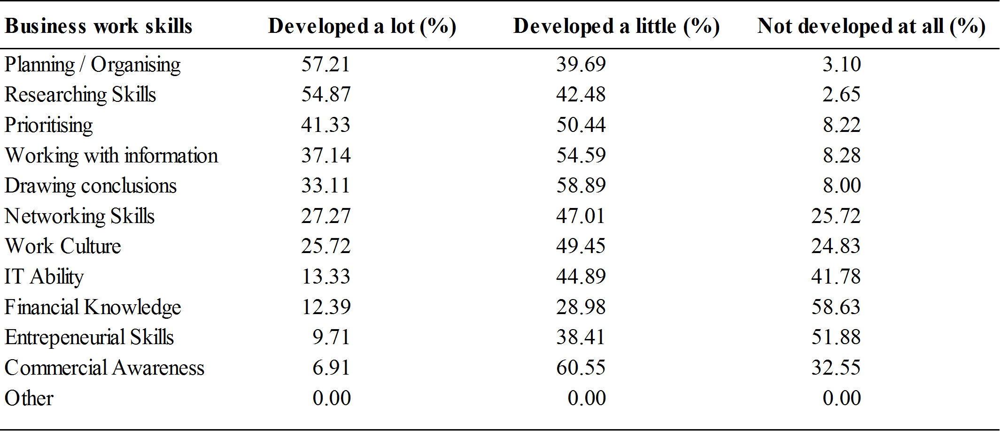 Business work skills Developed a lot (%) Developed a little (%) Not developed at all (%)
Planning / Organising 57.21 39.69 3.10
Researching Skills 54.87 42.48 2.65
Prioritising 41.33 50.44 8.22
Working with information 37.14 54.59 8.28
Drawing conclusions 33.11 58.89 8.00
Networking Skills 27.27 47.01 25.72
Work Culture 25.72 49.45 24.83
IT Ability 13.33 44.89 41.78
Financial Knowledge 12.39 28.98 58.63
Entrepeneurial Skills 9.71 38.41 51.88
Commercial Awareness 6.91 60.55 32.55
Other 0.00 0.00 0.00